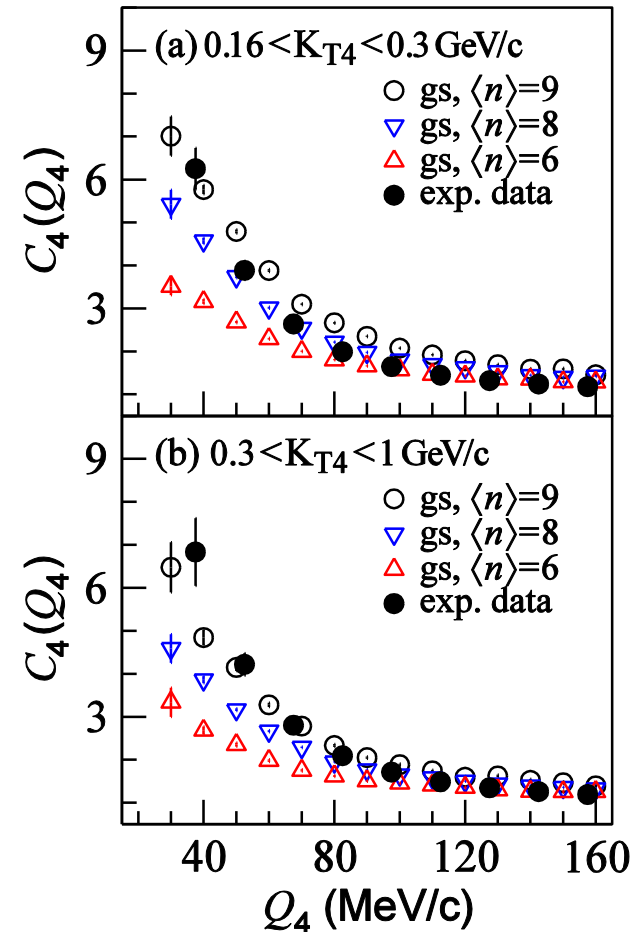 (a) 0.16<K_T4<0.3 GeV/c
9
6
3
C_4(Q_4)
gs, ⟨n⟩=9
gs, ⟨n⟩=8
gs, ⟨n⟩=6
exp. data
(b) 0.3<K_T4<1 GeV/c
9
6
3
C_4(Q_4)
gs, ⟨n⟩=9
gs, ⟨n⟩=8
gs, ⟨n⟩=6
exp. data
40 80 120 160
Q_4 (MeV/c)